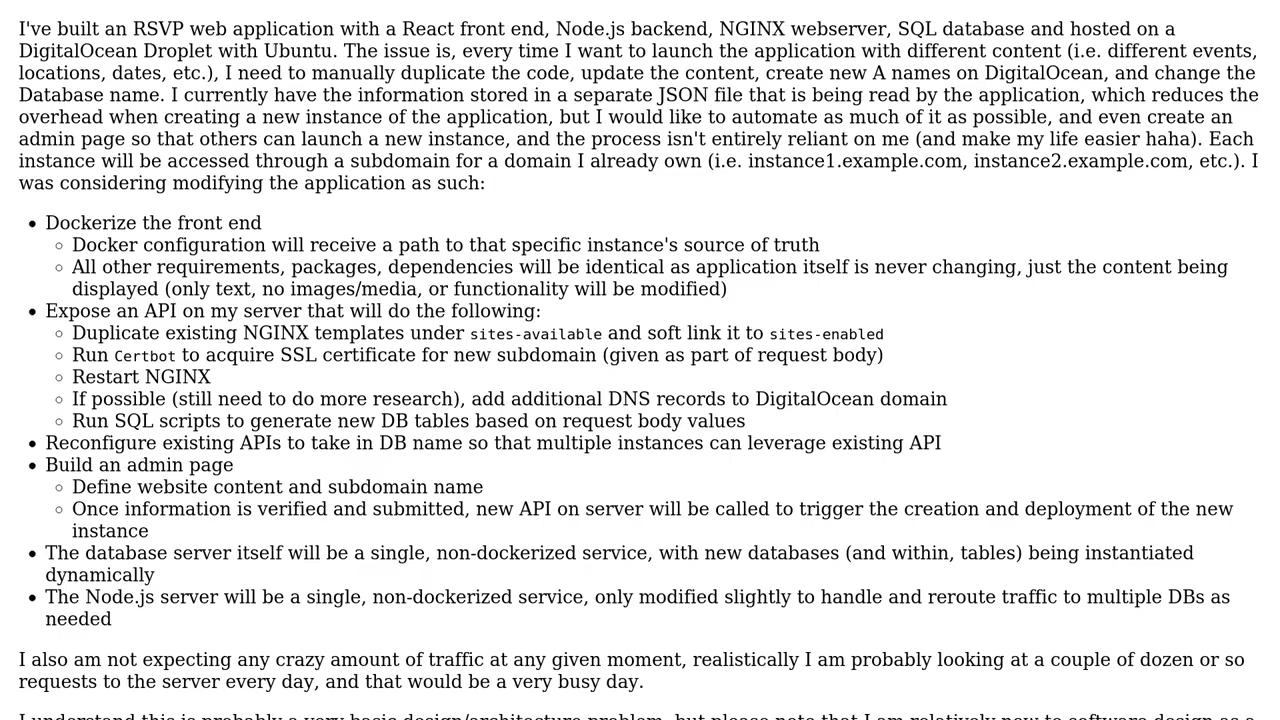 I've built an RSVP web application with a React front end, Node.js backend, NGINX webserver, SQL database and hosted on a
DigitalOcean Droplet with Ubuntu. The issue is, every time I want to launch the application with different content (i.e. different events,
locations, dates, etc.), I need to manually duplicate the code, update the content, create new A names on DigitalOcean, and change the
Database name. I currently have the information stored in a separate JSON file that is being read by the application, which reduces the
overhead when creating a new instance of the application, but I would like to automate as much of it as possible, and even create an
admin page so that others can launch a new instance, and the process isn't entirely reliant on me (and make my life easier haha). Each
instance will be accessed through a subdomain for a domain I already own (i.e. instance1.example.com, instance2.example.com, etc.). I
was considering modifying the application as such:
• Dockerize the front end
◦ Docker configuration will receive a path to that specific instance's source of truth
◦ All other requirements, packages, dependencies will be identical as application itself is never changing, just the content being
displayed (only text, no images/media, or functionality will be modified)
• Expose an API on my server that will do the following:
◦ Duplicate existing NGINX templates under sites-available and soft link it to sites-enabled
◦ Run Certbot to acquire SSL certificate for new subdomain (given as part of request body)
◦ Restart NGINX
◦ If possible (still need to do more research), add additional DNS records to DigitalOcean domain
◦ Run SQL scripts to generate new DB tables based on request body values
• Reconfigure existing APIs to take in DB name so that multiple instances can leverage existing API
• Build an admin page
◦ Define website content and subdomain name
◦ Once information is verified and submitted, new API on server will be called to trigger the creation and deployment of the new
instance
• The database server itself will be a single, non-dockerized service, with new databases (and within, tables) being instantiated
dynamically
• The Node.js server will be a single, non-dockerized service, only modified slightly to handle and reroute traffic to multiple DBs as
needed
I also am not expecting any crazy amount of traffic at any given moment, realistically I am probably looking at a couple of dozen or so
requests to the server every day, and that would be a very busy day.
I understand this is probably a very basic design/architecture problem, but please note that I am relatively new to software design as a